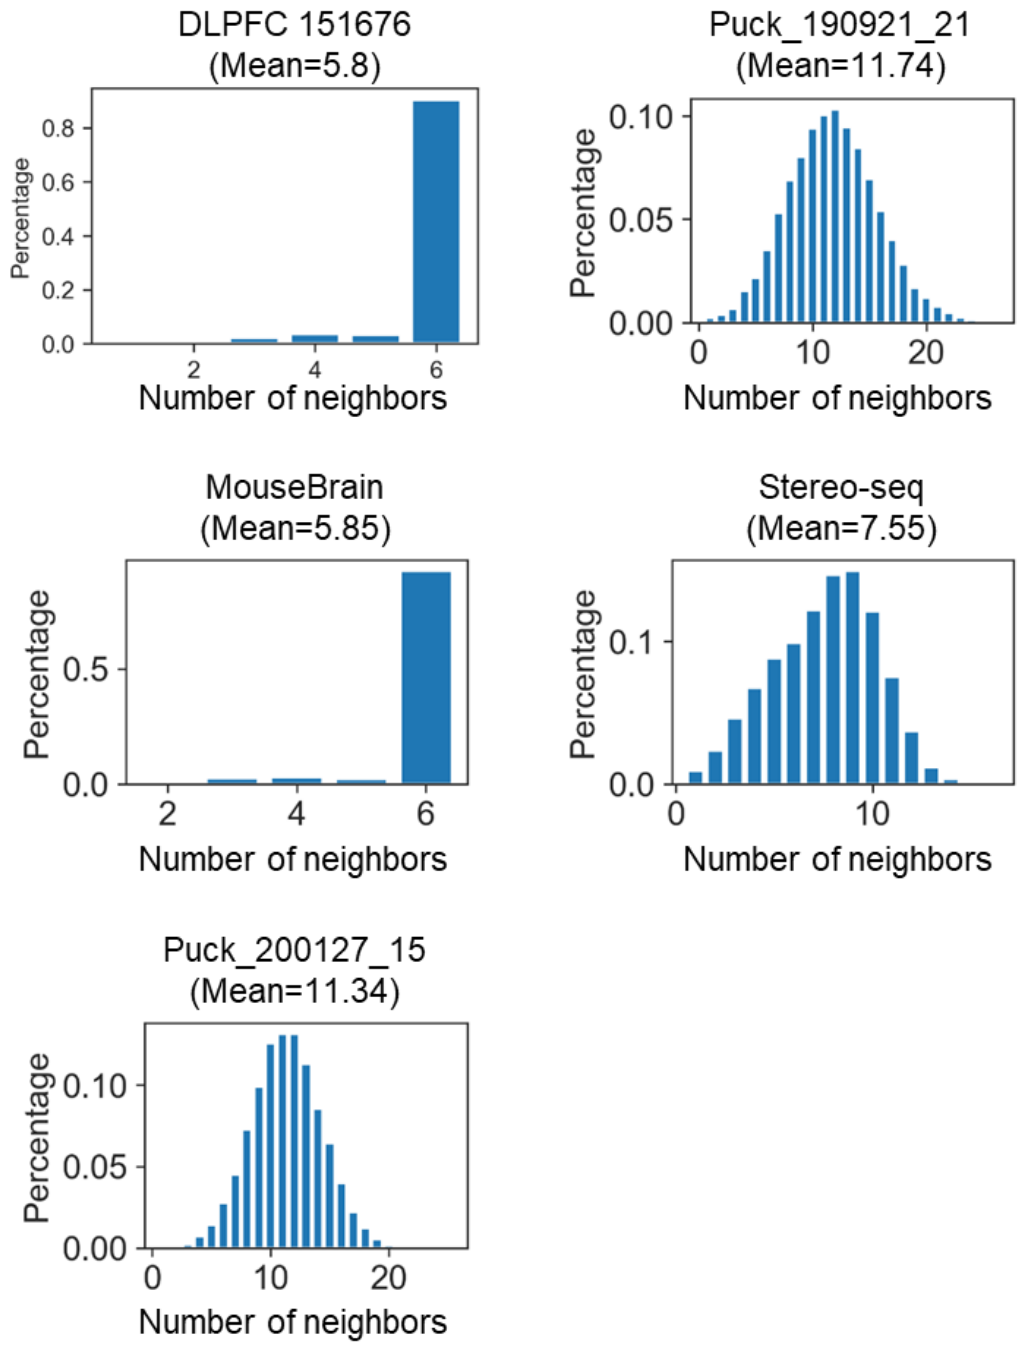 DLPFC 151676
(Mean=5.8)
Percentage
0.8
0.6
0.4
0.2
0.0
2 4 6
Number of neighbors
Puck_190921_21
(Mean=11.74)
Percentage
0.10
0.05
0.00
0 10 20
Number of neighbors
MouseBrain
(Mean=5.85)
Percentage
0.5
0.0
2 4 6
Number of neighbors
Stereo-seq
(Mean=7.55)
Percentage
0.1
0.0
0 10
Number of neighbors
Puck_200127_15
(Mean=11.34)
Percentage
0.10
0.05
0.00
0 10 20
Number of neighbors